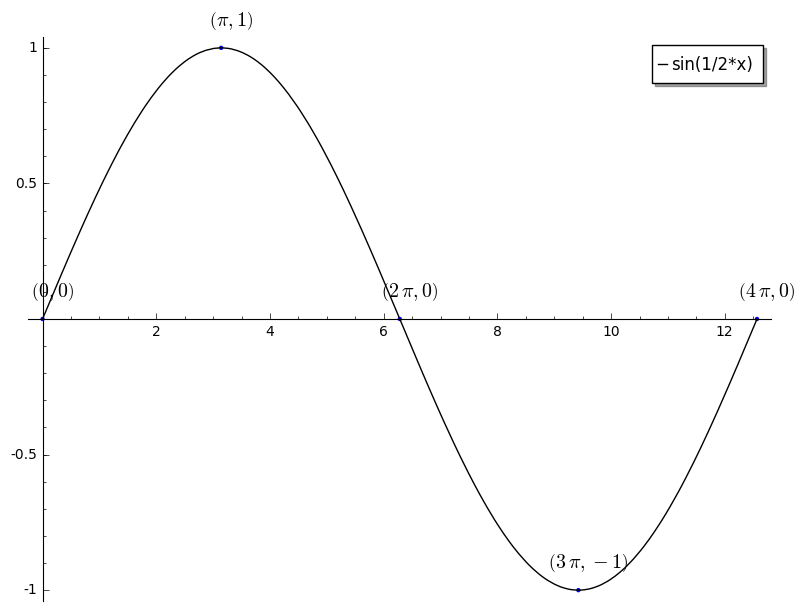 (π, 1)
1
− sin(1/2*x)
0.5
(0, 0)
(2 π, 0)
(4 π, 0)
2
4
6
8
10
12
-0.5
(3 π, −1)
-1